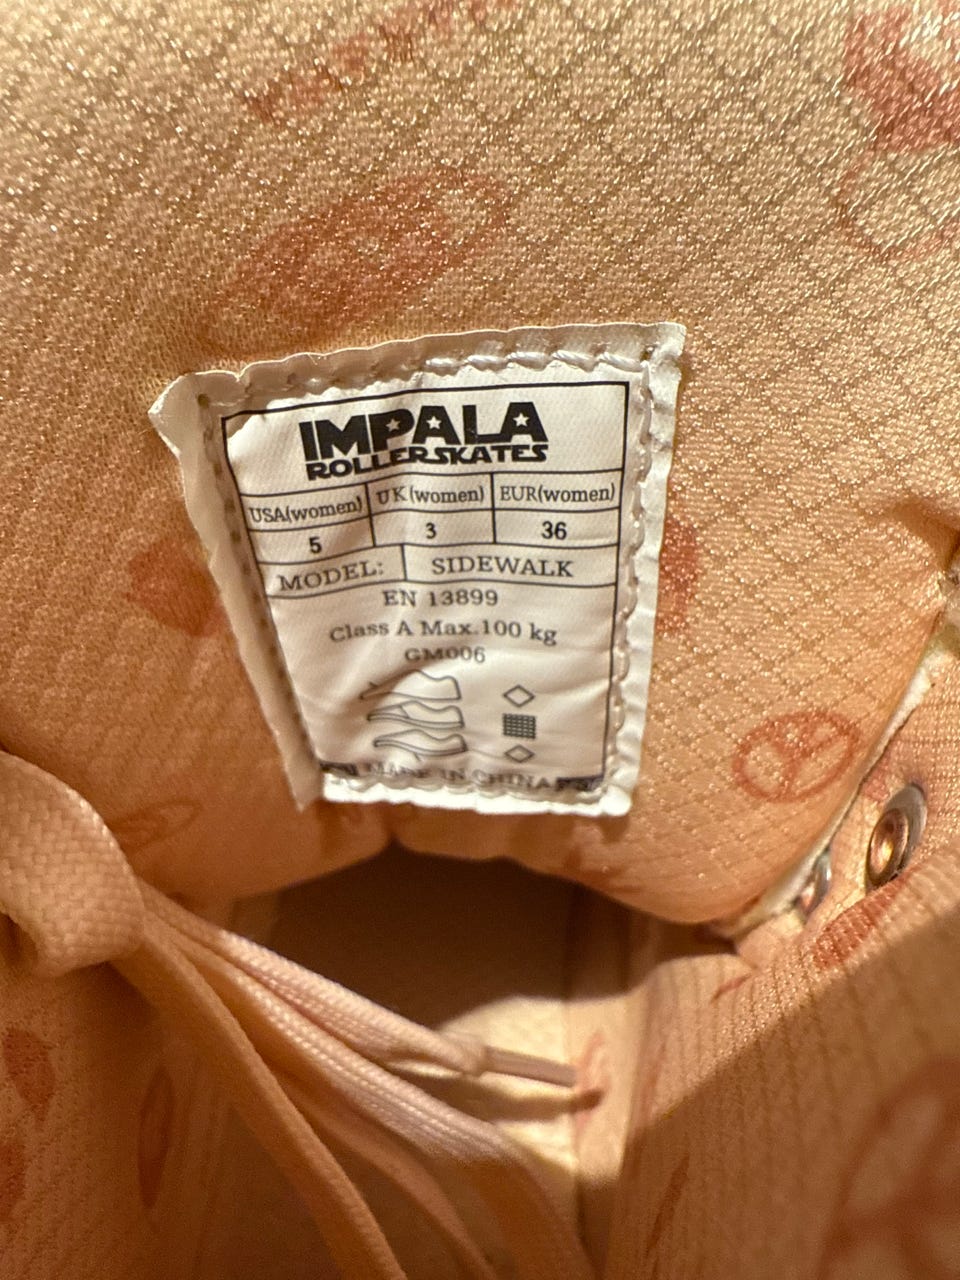 IMPALA
ROLLERSKATES
USA(women) UK(women) EUR(women)
5 3 36
MODEL: SIDEWALK
EN 13899
Class A Max.100 kg
GM006
MADE IN CHINA